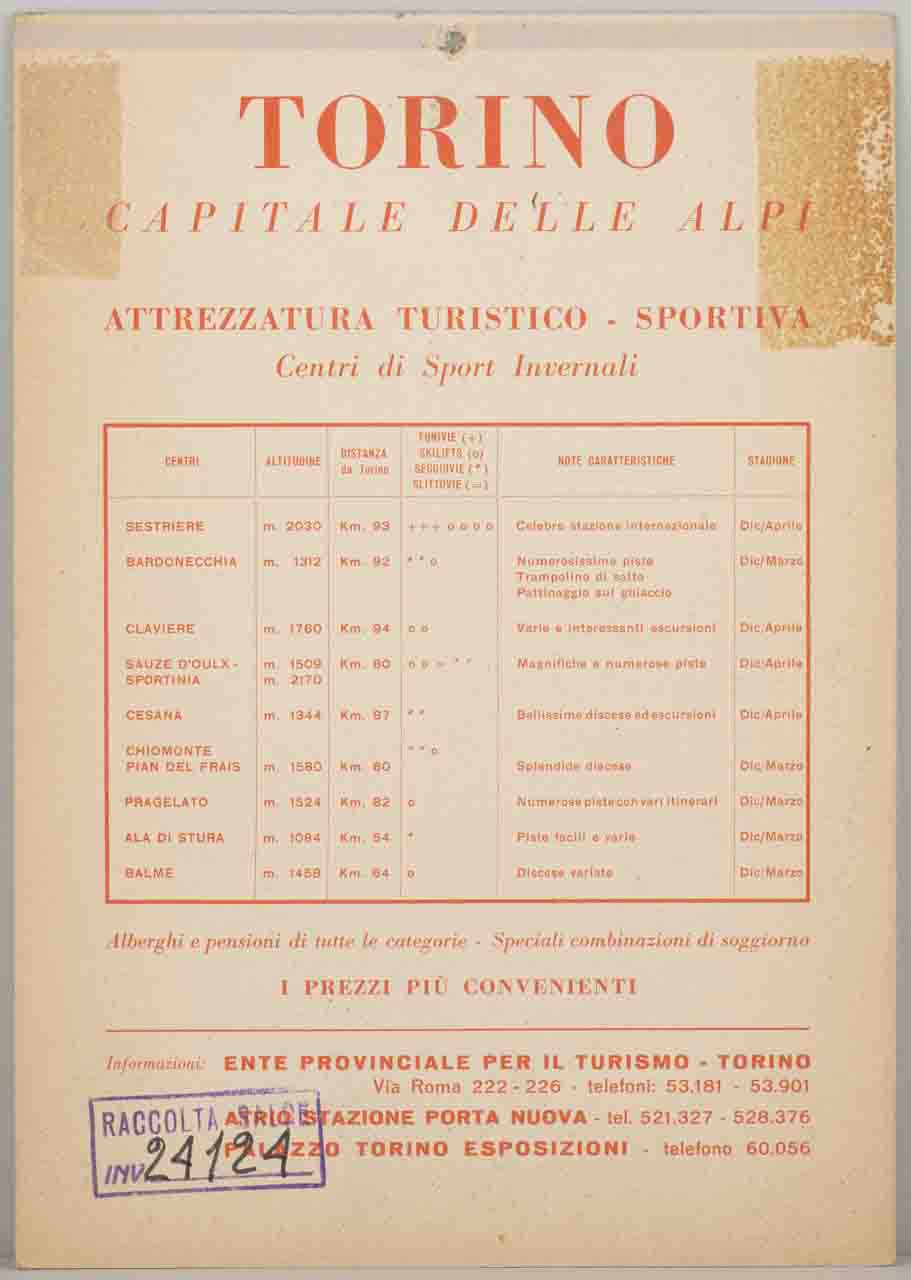 TORINO
CAPITALE DELLE ALPI
ATTREZZATURA TURISTICO - SPORTIVA
Centri di Sport Invernali
CENTRI ALTITUDINE DISTANZA da Torino FUNIVIE (+) SKILIFTS (o) SEGGIOVIE (*) SLITTOVIE (=) NOTE CARATTERISTICHE STAGIONE
SESTRIERE m. 2030 Km. 93 +++ o o o o Celebre stazione internazionale Dic/Aprile
BARDONECCHIA m. 1312 Km. 92 * * o Numerosissime piste Dic/Marzo
Trampolino di salto
Pattinaggio sul ghiaccio
CLAVIERE m. 1760 Km. 94 o o Varie e interessanti escursioni Dic/Aprile
SAUZE D'OULX - m. 1509 Km. 80 o o = * * Magnifiche e numerose piste Dic/Aprile
SPORTINIA m. 2170
CESANA m. 1344 Km. 87 * * Bellissime discese ed escursioni Dic/Aprile
CHIOMONTE * * o
PIAN DEL FRAIS m. 1580 Km. 60 Splendide discese Dic/Marzo
PRAGELATO m. 1524 Km. 82 o Numerose piste con vari itinerari Dic/Marzo
ALA DI STURA m. 1084 Km. 54 * Piste facili e varie Dic/Marzo
BALME m. 1458 Km. 64 o Discese variate Dic/Marzo
Alberghi e pensioni di tutte le categorie - Speciali combinazioni di soggiorno
I PREZZI PIÙ CONVENIENTI
Informazioni: ENTE PROVINCIALE PER IL TURISMO - TORINO
Via Roma 222 - 226 - telefoni: 53.181 - 53.901
ATRIO STAZIONE PORTA NUOVA - tel. 521.327 - 528.376
PALAZZO TORINO ESPOSIZIONI - telefono 60.056
RACCOLTA SALCE
INV 24124